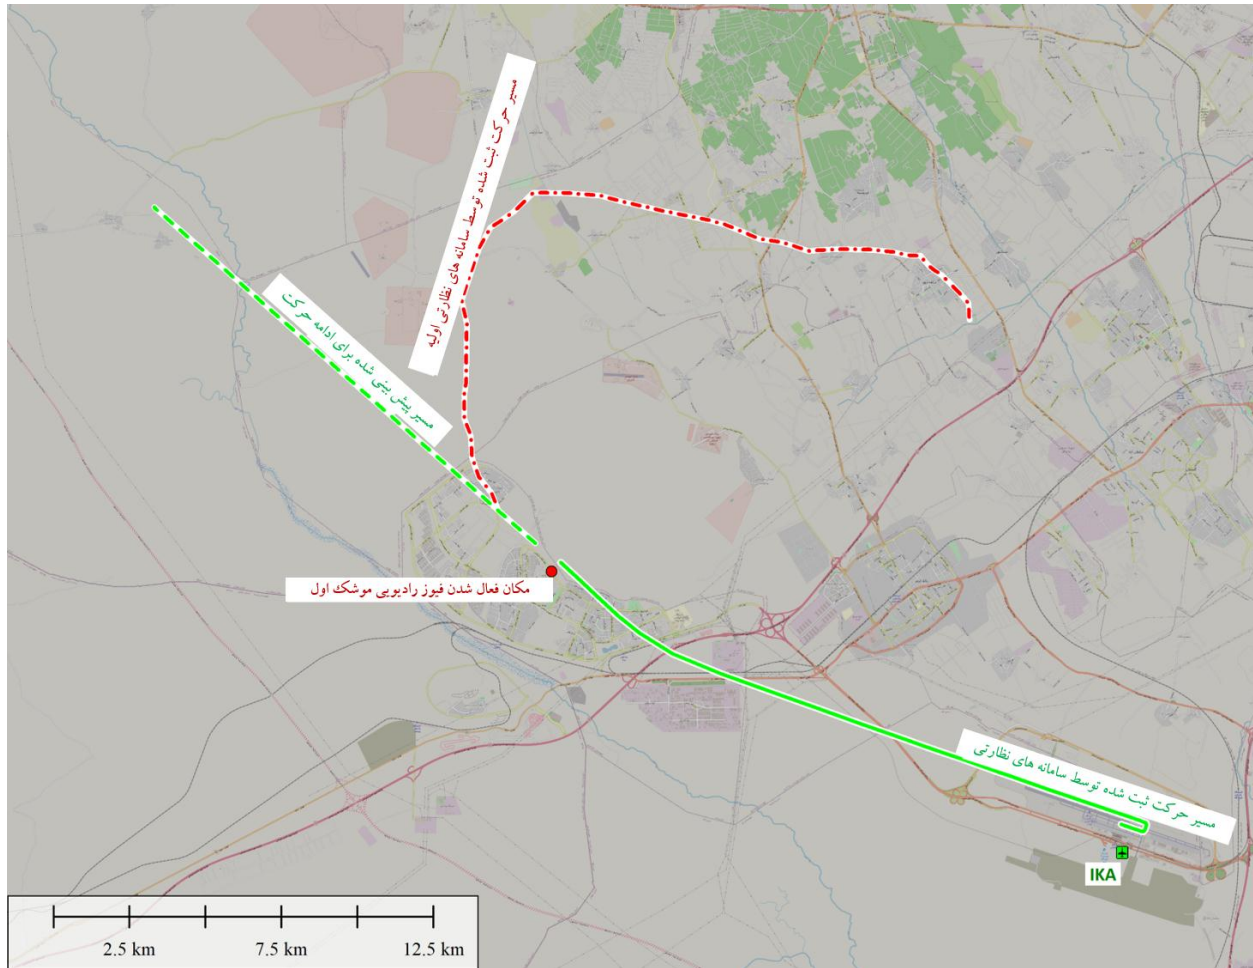 مسیر حرکت ثبت شده توسط سامانه های نظارتی اولیه
مسیر پیش بینی شده برای ادامه حرکت
مکان فعال شدن فیوز رادیویی موشک اول
مسیر حرکت ثبت شده توسط سامانه های نظارتی
IKA
2.5 km
7.5 km
12.5 km